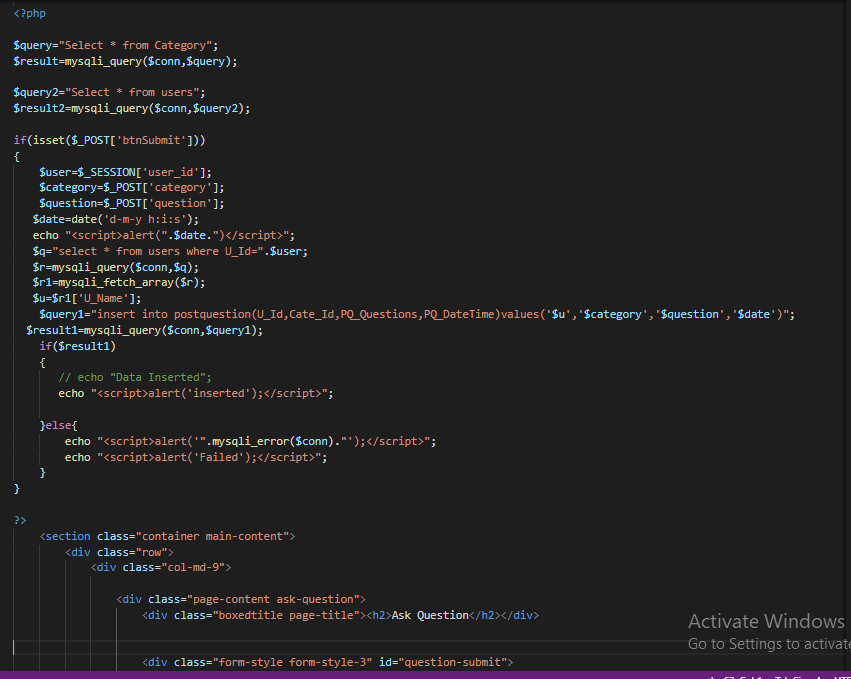 <?php
$query="Select * from Category";
$result=mysqli_query($conn,$query);
$query2="Select * from users";
$result2=mysqli_query($conn,$query2);
if(isset($_POST['btnSubmit']))
{
$user=$_SESSION['user_id'];
$category=$_POST['category'];
$question=$_POST['question'];
$date=date('d-m-y h:i:s');
echo "<script>alert(".$date.")</script>";
$q="select * from users where U_Id=".$user;
$r=mysqli_query($conn,$q);
$r1=mysqli_fetch_array($r);
$u=$r1['U_Name'];
$query1="insert into postquestion(U_Id,Cate_Id,PQ_Questions,PQ_DateTime)values('$u','$category','$question','$date')";
$result1=mysqli_query($conn,$query1);
if($result1)
{
// echo "Data Inserted";
echo "<script>alert('inserted');</script>";
}else{
echo "<script>alert('".mysqli_error($conn)."');</script>";
echo "<script>alert('Failed');</script>";
}
}
?>
<section class="container main-content">
<div class="row">
<div class="col-md-9">
<div class="page-content ask-question">
<div class="boxedtitle page-title"><h2>Ask Question</h2></div>
<div class="form-style form-style-3" id="question-submit">
Activate Windows
Go to Settings to activate